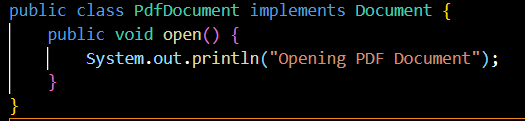 public class PdfDocument implements Document {
    public void open() {
        System.out.println("Opening PDF Document");
    }
}